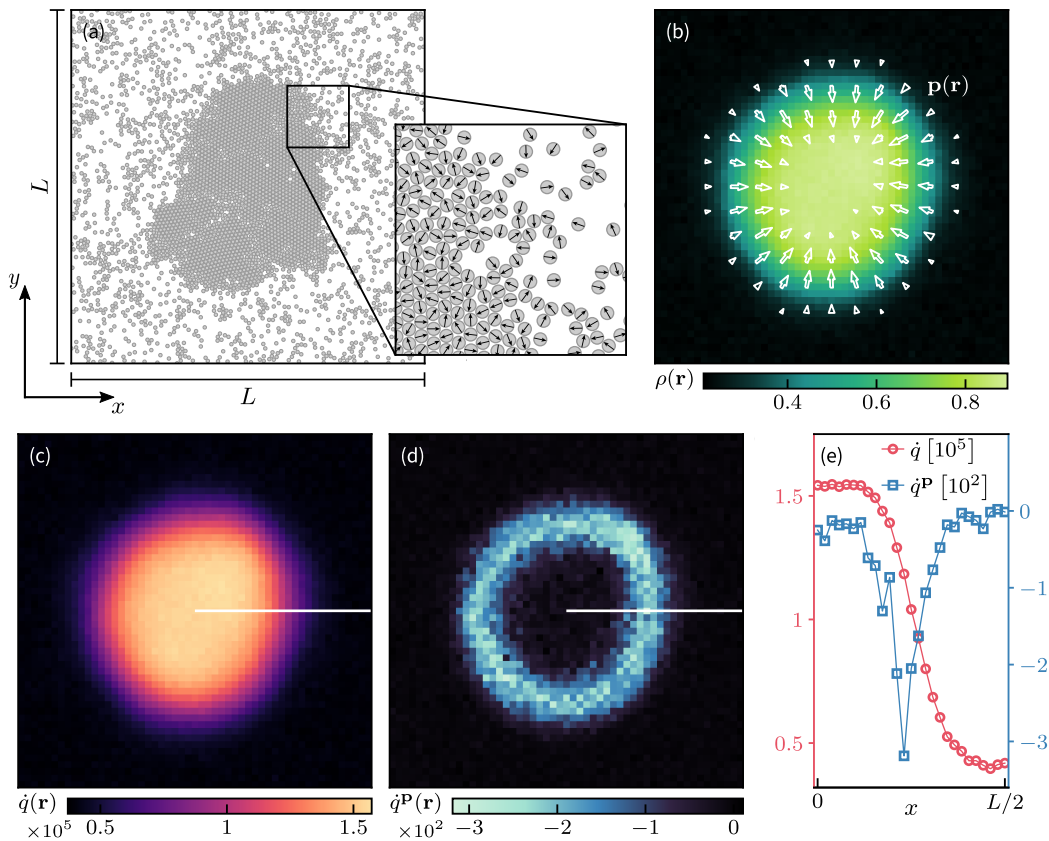 (a)
L
y
x
L
(b)
p(r)
ρ(r)
0.4 0.6 0.8
(c)
q̇(r)
×10⁵ 0.5 1 1.5
(d)
q̇ᵖ(r)
×10² −3 −2 −1 0
(e)
q̇ [10⁵]
q̇ᵖ [10²]
1.5
1
0.5
0
−1
−2
−3
0 x L/2